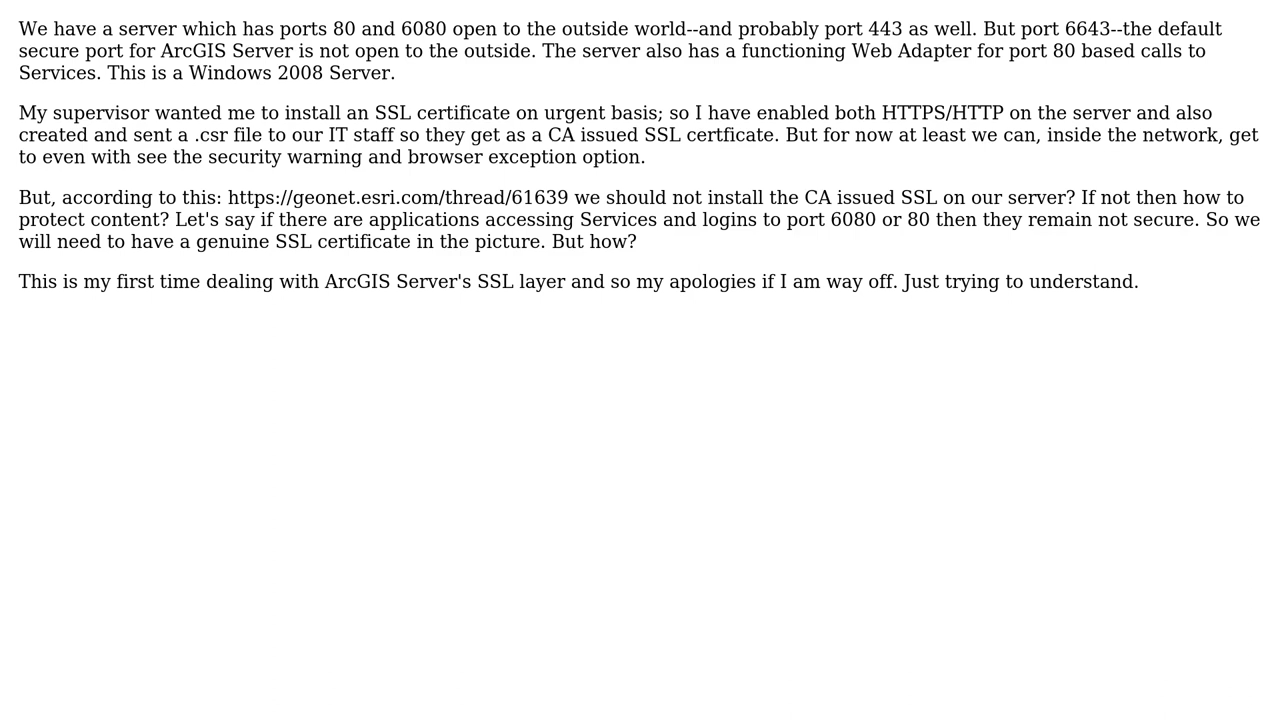 We have a server which has ports 80 and 6080 open to the outside world--and probably port 443 as well. But port 6643--the default
secure port for ArcGIS Server is not open to the outside. The server also has a functioning Web Adapter for port 80 based calls to
Services. This is a Windows 2008 Server.
My supervisor wanted me to install an SSL certificate on urgent basis; so I have enabled both HTTPS/HTTP on the server and also
created and sent a .csr file to our IT staff so they get as a CA issued SSL certficate. But for now at least we can, inside the network, get
to even with see the security warning and browser exception option.
But, according to this: https://geonet.esri.com/thread/61639 we should not install the CA issued SSL on our server? If not then how to
protect content? Let's say if there are applications accessing Services and logins to port 6080 or 80 then they remain not secure. So we
will need to have a genuine SSL certificate in the picture. But how?
This is my first time dealing with ArcGIS Server's SSL layer and so my apologies if I am way off. Just trying to understand.